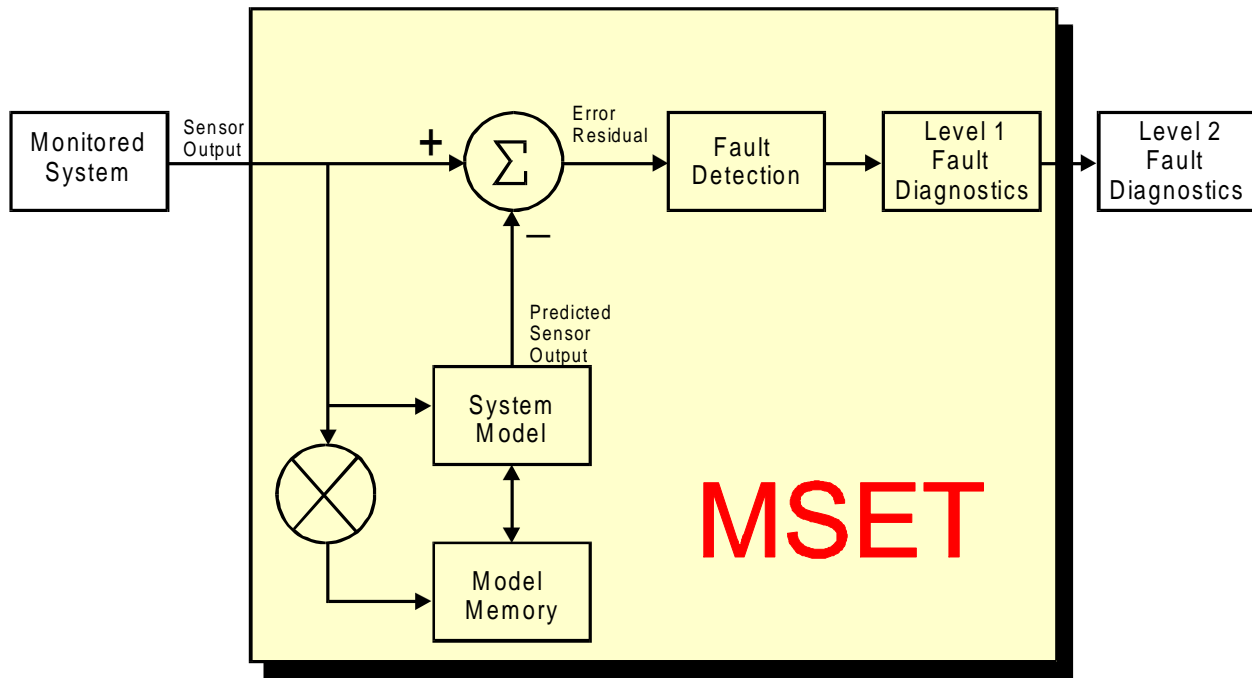 Monitored
System
Sensor
Output
+
Σ
–
Error
Residual
Fault
Detection
Level 1
Fault
Diagnostics
Level 2
Fault
Diagnostics
Predicted
Sensor
Output
System
Model
Model
Memory
MSET